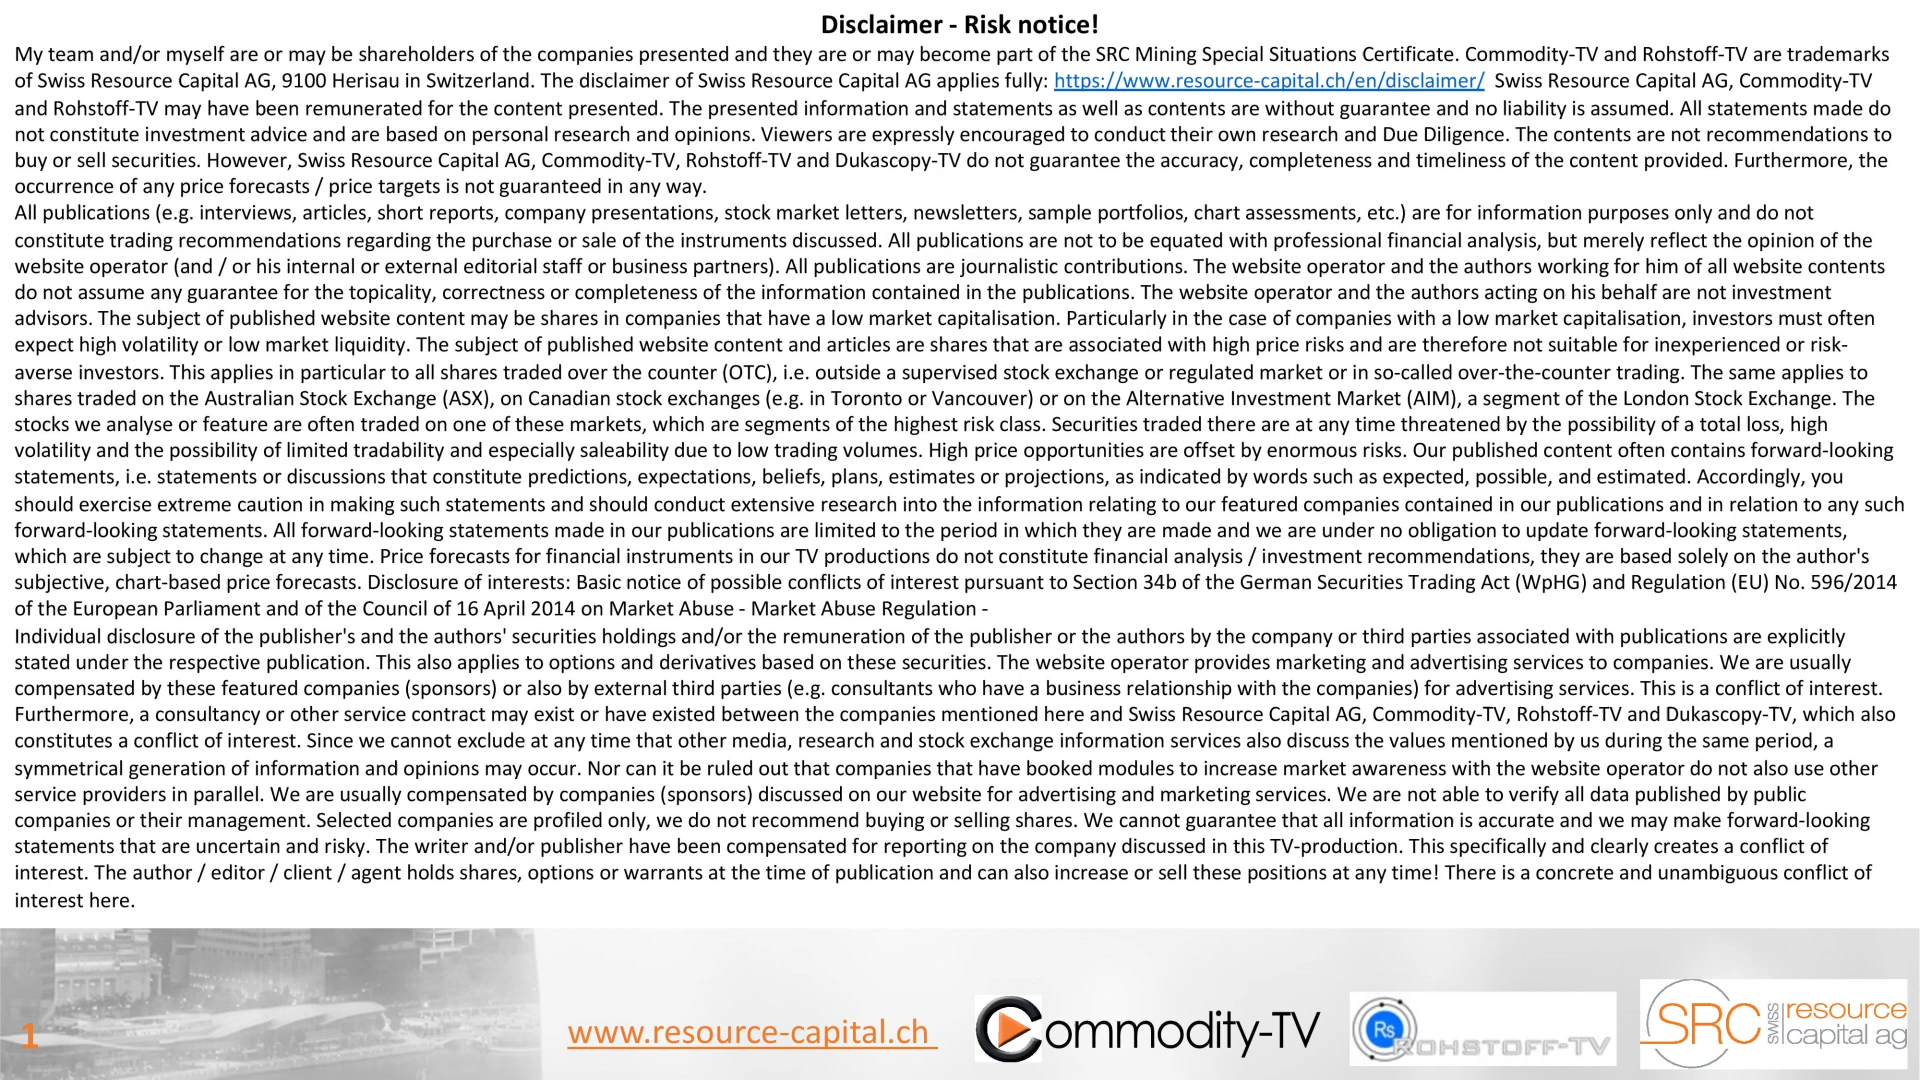 Disclaimer - Risk notice!
My team and/or myself are or may be shareholders of the companies presented and they are or may become part of the SRC Mining Special Situations Certificate. Commodity-TV and Rohstoff-TV are trademarks
of Swiss Resource Capital AG, 9100 Herisau in Switzerland. The disclaimer of Swiss Resource Capital AG applies fully: https://www.resource-capital.ch/en/disclaimer/ Swiss Resource Capital AG, Commodity-TV
and Rohstoff-TV may have been remunerated for the content presented. The presented information and statements as well as contents are without guarantee and no liability is assumed. All statements made do
not constitute investment advice and are based on personal research and opinions. Viewers are expressly encouraged to conduct their own research and Due Diligence. The contents are not recommendations to
buy or sell securities. However, Swiss Resource Capital AG, Commodity-TV, Rohstoff-TV and Dukascopy-TV do not guarantee the accuracy, completeness and timeliness of the content provided. Furthermore, the
occurrence of any price forecasts / price targets is not guaranteed in any way.
All publications (e.g. interviews, articles, short reports, company presentations, stock market letters, newsletters, sample portfolios, chart assessments, etc.) are for information purposes only and do not
constitute trading recommendations regarding the purchase or sale of the instruments discussed. All publications are not to be equated with professional financial analysis, but merely reflect the opinion of the
website operator (and / or his internal or external editorial staff or business partners). All publications are journalistic contributions. The website operator and the authors working for him of all website contents
do not assume any guarantee for the topicality, correctness or completeness of the information contained in the publications. The website operator and the authors acting on his behalf are not investment
advisors. The subject of published website content may be shares in companies that have a low market capitalisation. Particularly in the case of companies with a low market capitalisation, investors must often
expect high volatility or low market liquidity. The subject of published website content and articles are shares that are associated with high price risks and are therefore not suitable for inexperienced or risk-
averse investors. This applies in particular to all shares traded over the counter (OTC), i.e. outside a supervised stock exchange or regulated market or in so-called over-the-counter trading. The same applies to
shares traded on the Australian Stock Exchange (ASX), on Canadian stock exchanges (e.g. in Toronto or Vancouver) or on the Alternative Investment Market (AIM), a segment of the London Stock Exchange. The
stocks we analyse or feature are often traded on one of these markets, which are segments of the highest risk class. Securities traded there are at any time threatened by the possibility of a total loss, high
volatility and the possibility of limited tradability and especially saleability due to low trading volumes. High price opportunities are offset by enormous risks. Our published content often contains forward-looking
statements, i.e. statements or discussions that constitute predictions, expectations, beliefs, plans, estimates or projections, as indicated by words such as expected, possible, and estimated. Accordingly, you
should exercise extreme caution in making such statements and should conduct extensive research into the information relating to our featured companies contained in our publications and in relation to any such
forward-looking statements. All forward-looking statements made in our publications are limited to the period in which they are made and we are under no obligation to update forward-looking statements,
which are subject to change at any time. Price forecasts for financial instruments in our TV productions do not constitute financial analysis / investment recommendations, they are based solely on the author's
subjective, chart-based price forecasts. Disclosure of interests: Basic notice of possible conflicts of interest pursuant to Section 34b of the German Securities Trading Act (WpHG) and Regulation (EU) No. 596/2014
of the European Parliament and of the Council of 16 April 2014 on Market Abuse - Market Abuse Regulation -
Individual disclosure of the publisher's and the authors' securities holdings and/or the remuneration of the publisher or the authors by the company or third parties associated with publications are explicitly
stated under the respective publication. This also applies to options and derivatives based on these securities. The website operator provides marketing and advertising services to companies. We are usually
compensated by these featured companies (sponsors) or also by external third parties (e.g. consultants who have a business relationship with the companies) for advertising services. This is a conflict of interest.
Furthermore, a consultancy or other service contract may exist or have existed between the companies mentioned here and Swiss Resource Capital AG, Commodity-TV, Rohstoff-TV and Dukascopy-TV, which also
constitutes a conflict of interest. Since we cannot exclude at any time that other media, research and stock exchange information services also discuss the values mentioned by us during the same period, a
symmetrical generation of information and opinions may occur. Nor can it be ruled out that companies that have booked modules to increase market awareness with the website operator do not also use other
service providers in parallel. We are usually compensated by companies (sponsors) discussed on our website for advertising and marketing services. We are not able to verify all data published by public
companies or their management. Selected companies are profiled only, we do not recommend buying or selling shares. We cannot guarantee that all information is accurate and we may make forward-looking
statements that are uncertain and risky. The writer and/or publisher have been compensated for reporting on the company discussed in this TV-production. This specifically and clearly creates a conflict of
interest. The author / editor / client / agent holds shares, options or warrants at the time of publication and can also increase or sell these positions at any time! There is a concrete and unambiguous conflict of
interest here.
1
www.resource-capital.ch
Commodity-TV
Rs
ROHSTOFF-TV
SRC
SWISS
resource
capital ag